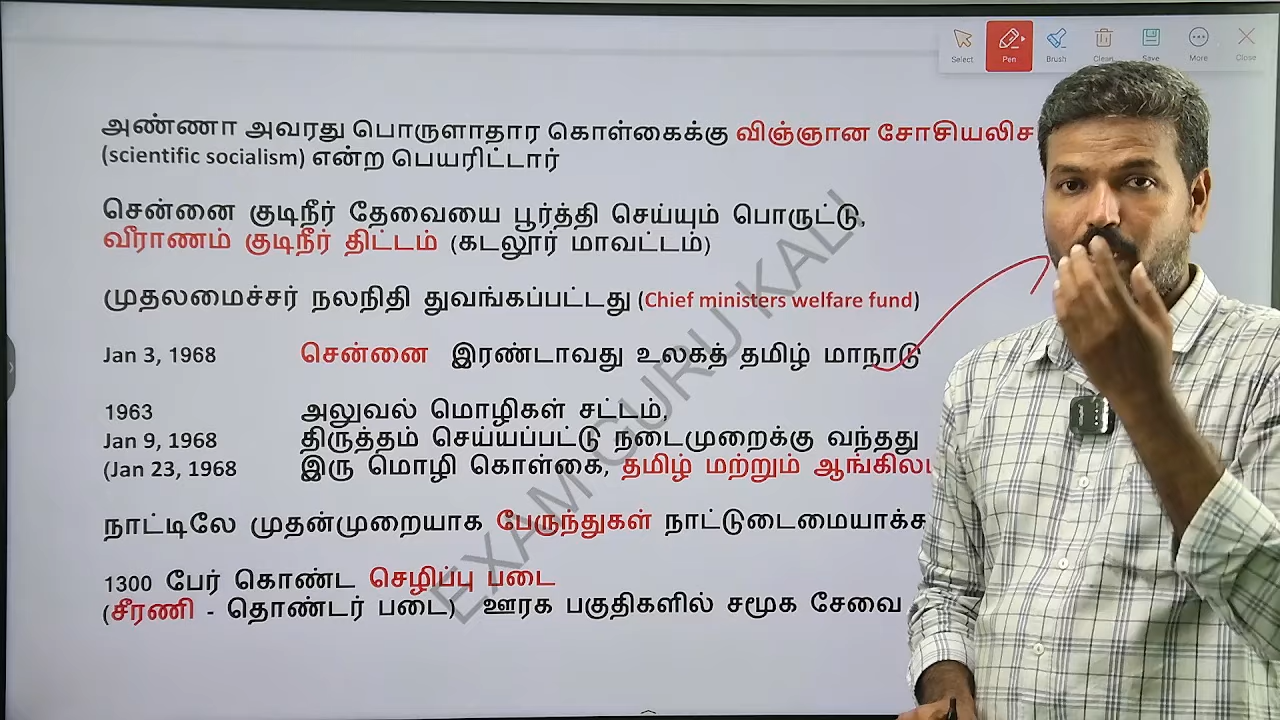 Select Pen Brush Clean Save More Close
அண்ணா அவரது பொருளாதார கொள்கைக்கு விஞ்ஞான சோசியலிச
(scientific socialism) என்ற பெயரிட்டார்
சென்னை குடிநீர் தேவையை பூர்த்தி செய்யும் பொருட்டு,
வீராணம் குடிநீர் திட்டம் (கடலூர் மாவட்டம்)
முதலமைச்சர் நலநிதி துவங்கப்பட்டது (Chief ministers welfare fund)
Jan 3, 1968 சென்னை இரண்டாவது உலகத் தமிழ் மாநாடு
1963 அலுவல் மொழிகள் சட்டம்,
Jan 9, 1968 திருத்தம் செய்யப்பட்டு நடைமுறைக்கு வந்தது
(Jan 23, 1968 இரு மொழி கொள்கை, தமிழ் மற்றும்
நாட்டிலே முதன்முறையாக பேருந்துகள் நாட்டுடைமையாக்க
1300 பேர் கொண்ட செழிப்பு படை
(சீரணி - தொண்டர் படை) ஊரக பகுதிகளில் சமூக சேவை
EXAM GURU KALI